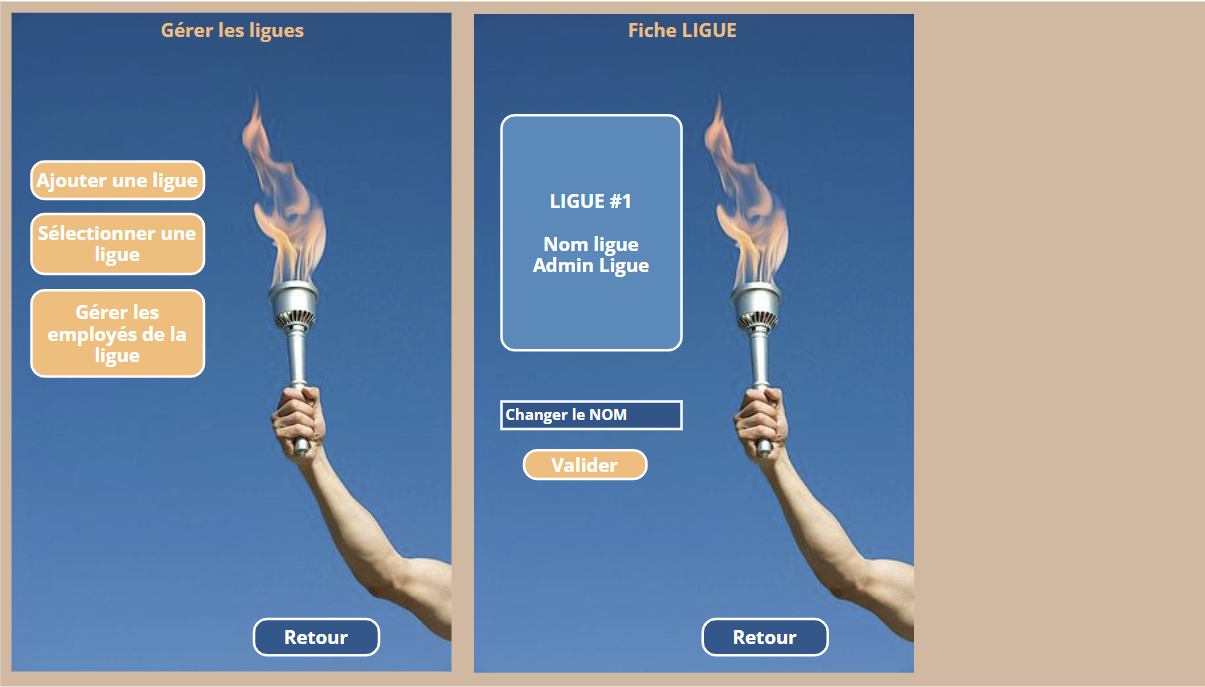 Gérer les ligues
Ajouter une ligue
Sélectionner une
ligue
Gérer les
employés de la
ligue
Retour
Fiche LIGUE
LIGUE #1
Nom ligue
Admin Ligue
Changer le NOM
Valider
Retour